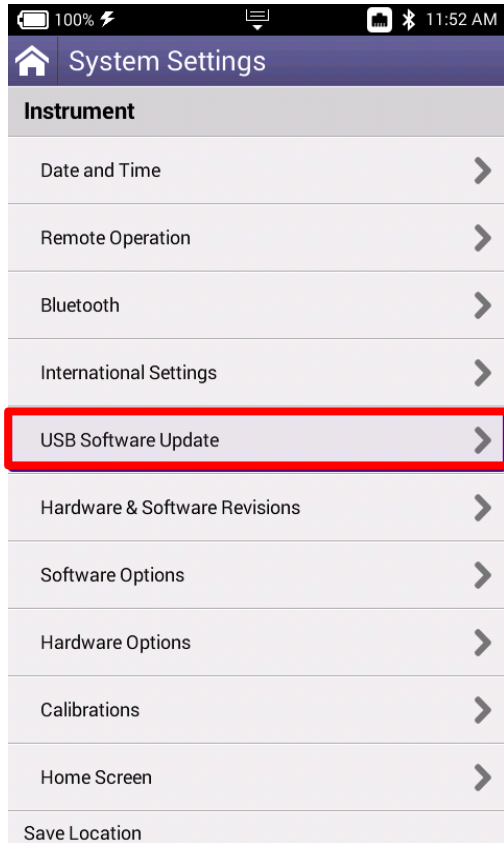 100% 11:52 AM
System Settings
Instrument
Date and Time
Remote Operation
Bluetooth
International Settings
USB Software Update
Hardware & Software Revisions
Software Options
Hardware Options
Calibrations
Home Screen
Save Location